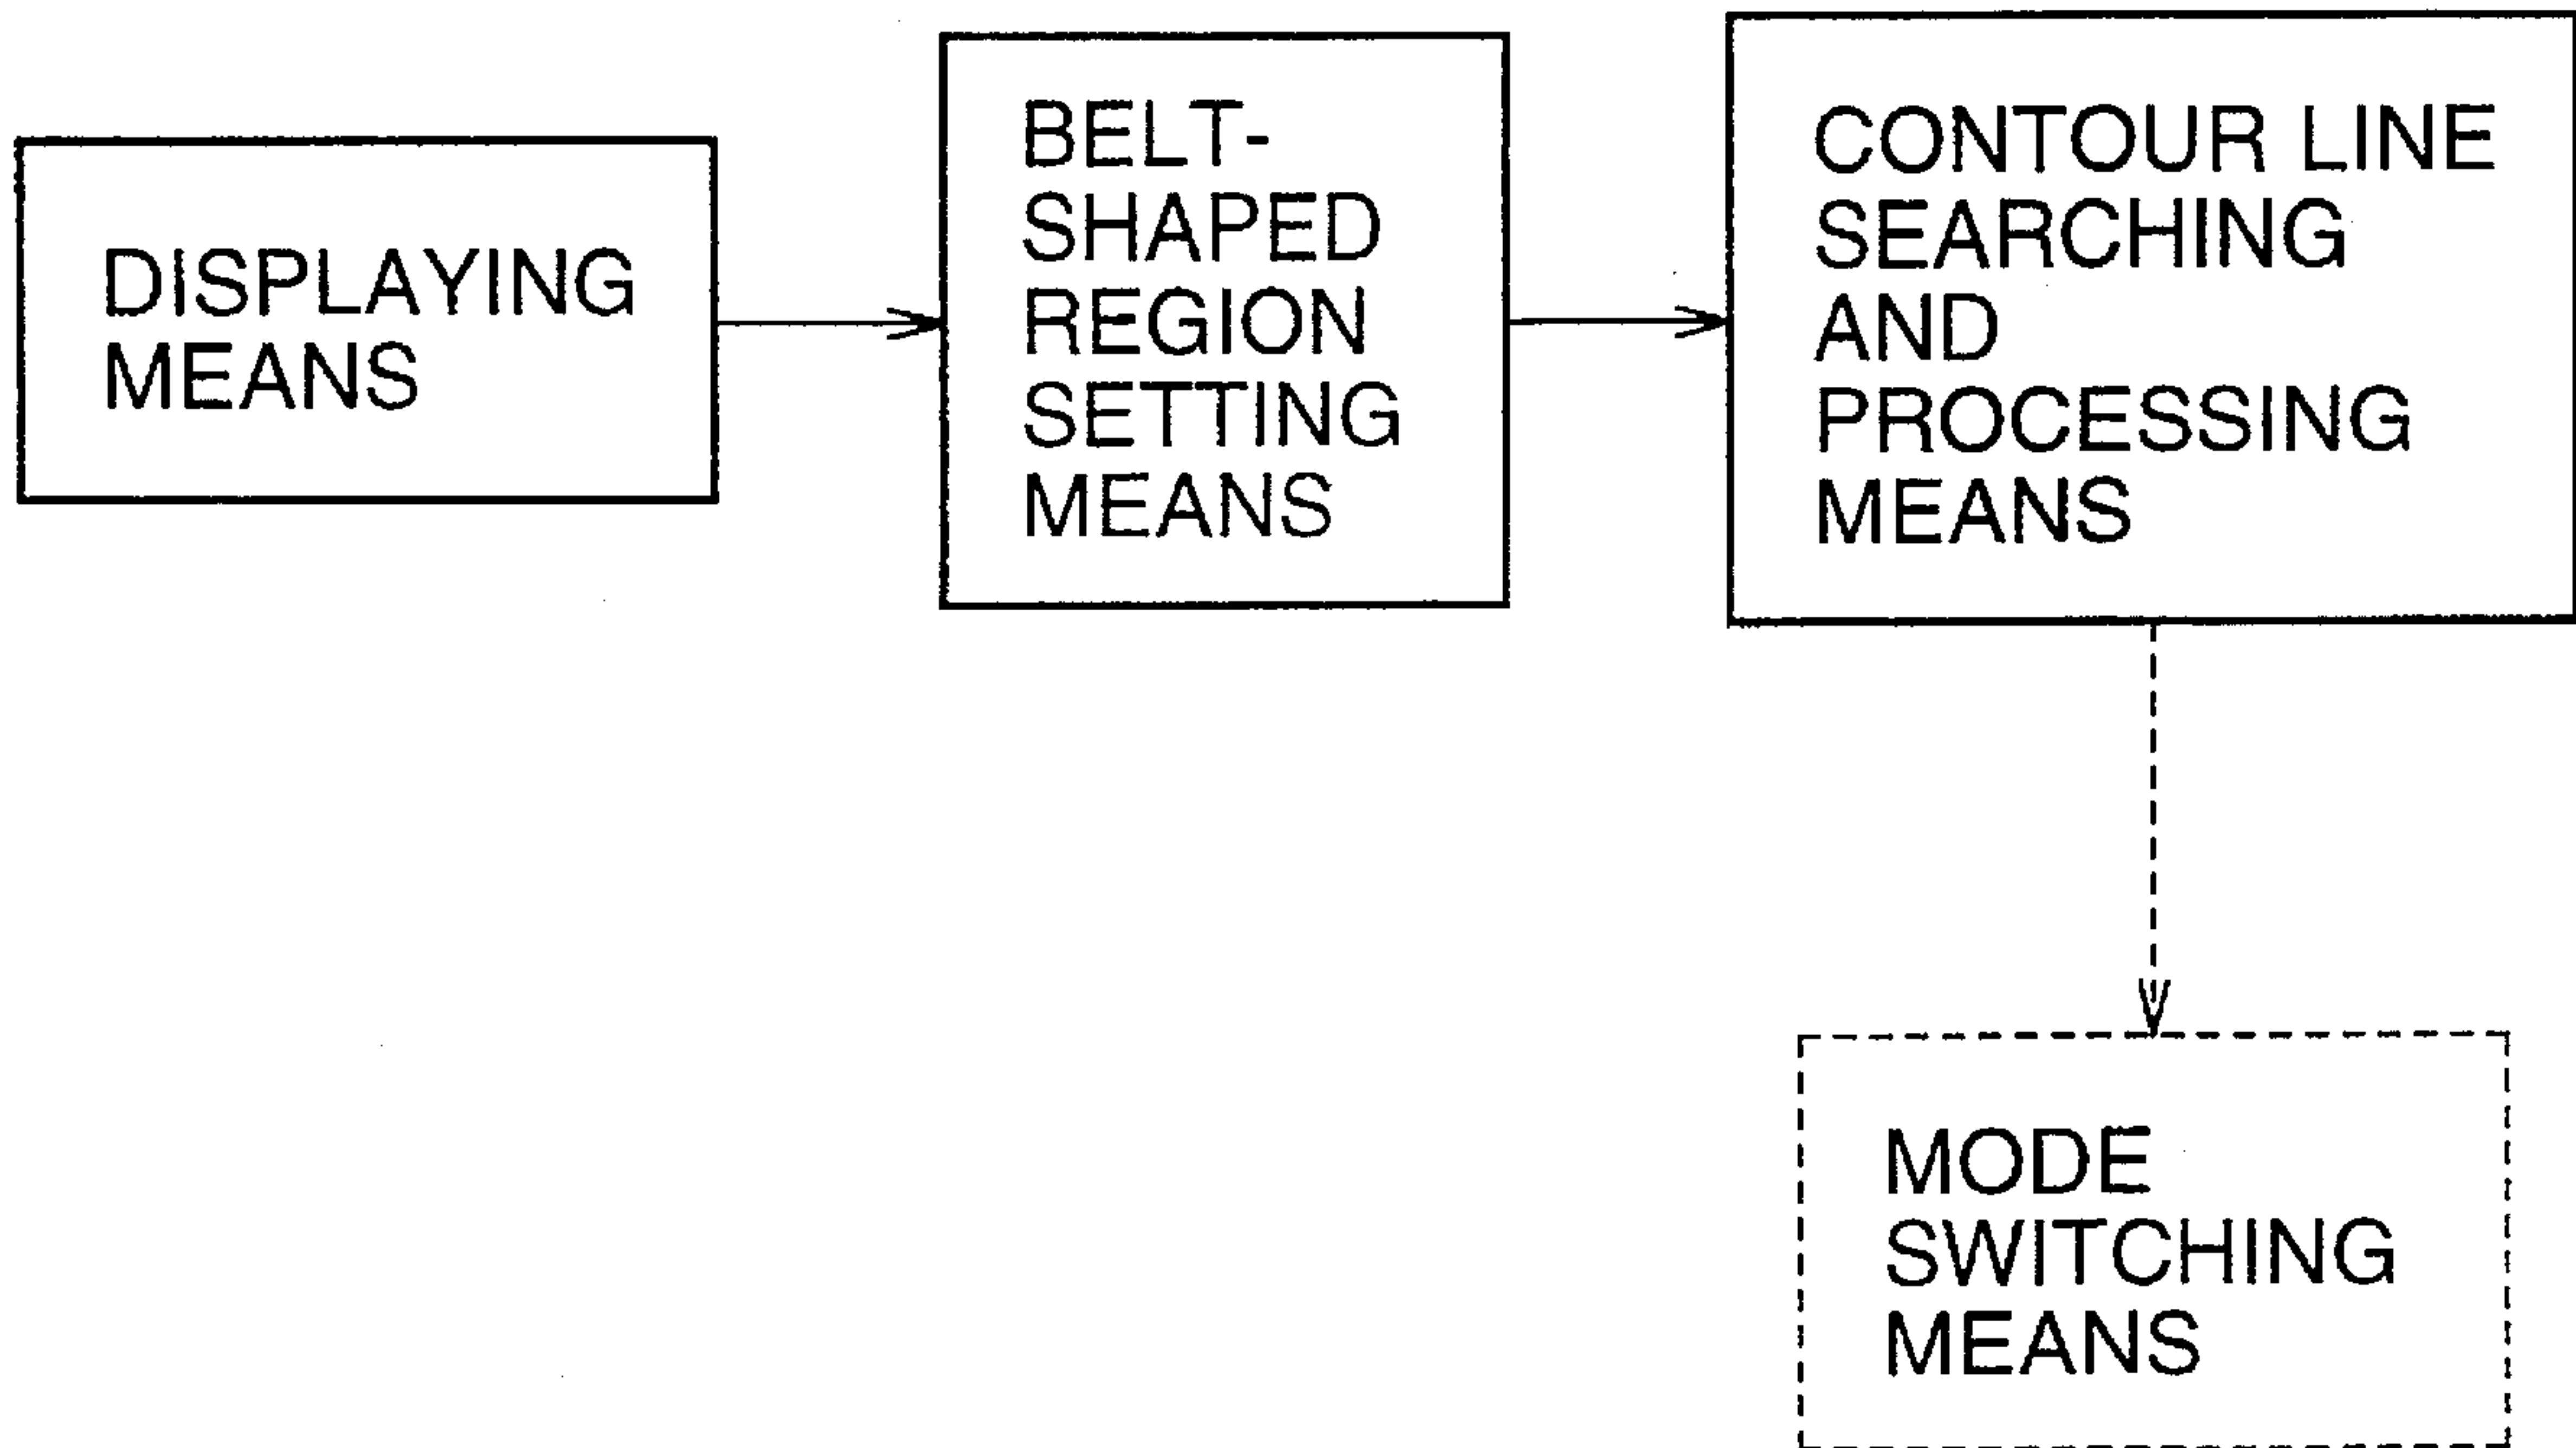 DISPLAYING
MEANS
BELT-
SHAPED
REGION
SETTING
MEANS
CONTOUR LINE
SEARCHING
AND
PROCESSING
MEANS
MODE
SWITCHING
MEANS